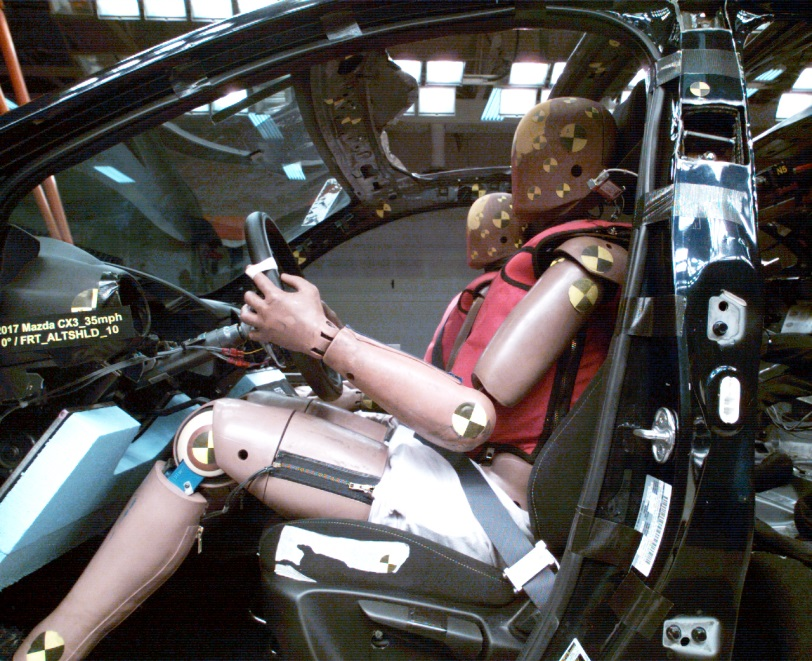 2017 Mazda CX3_35mph
0° / FRT_ALTSHLD_10